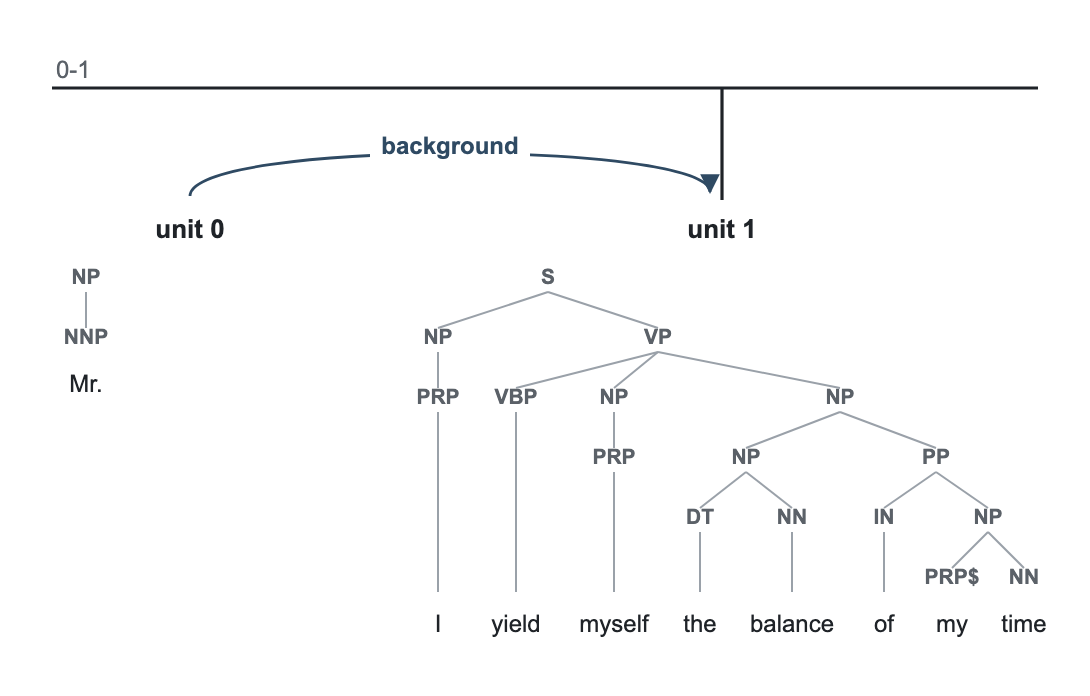 0-1
background
unit 0 unit 1
NP S
NNP NP VP
Mr.
PRP VBP NP NP
PRP NP PP
DT NN IN NP
PRP$ NN
I yield myself the balance of my time